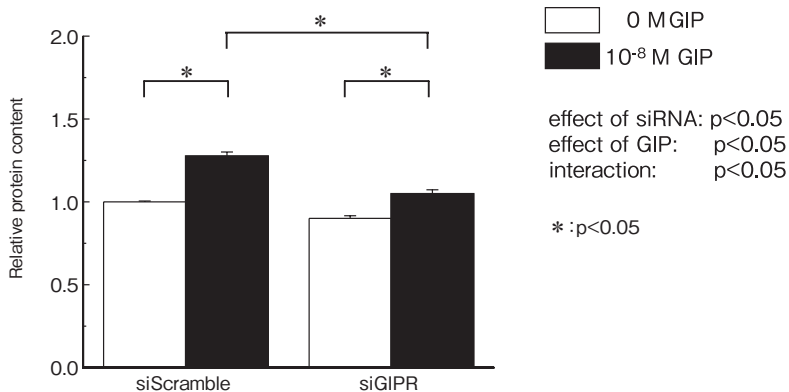 0 M GIP
10-8 M GIP
*
2.0
*
*
1.5
1.0
0.5
0.0
Relative protein content
siScramble
siGIPR
effect of siRNA: p<0.05
effect of GIP: p<0.05
interaction: p<0.05
*:p<0.05